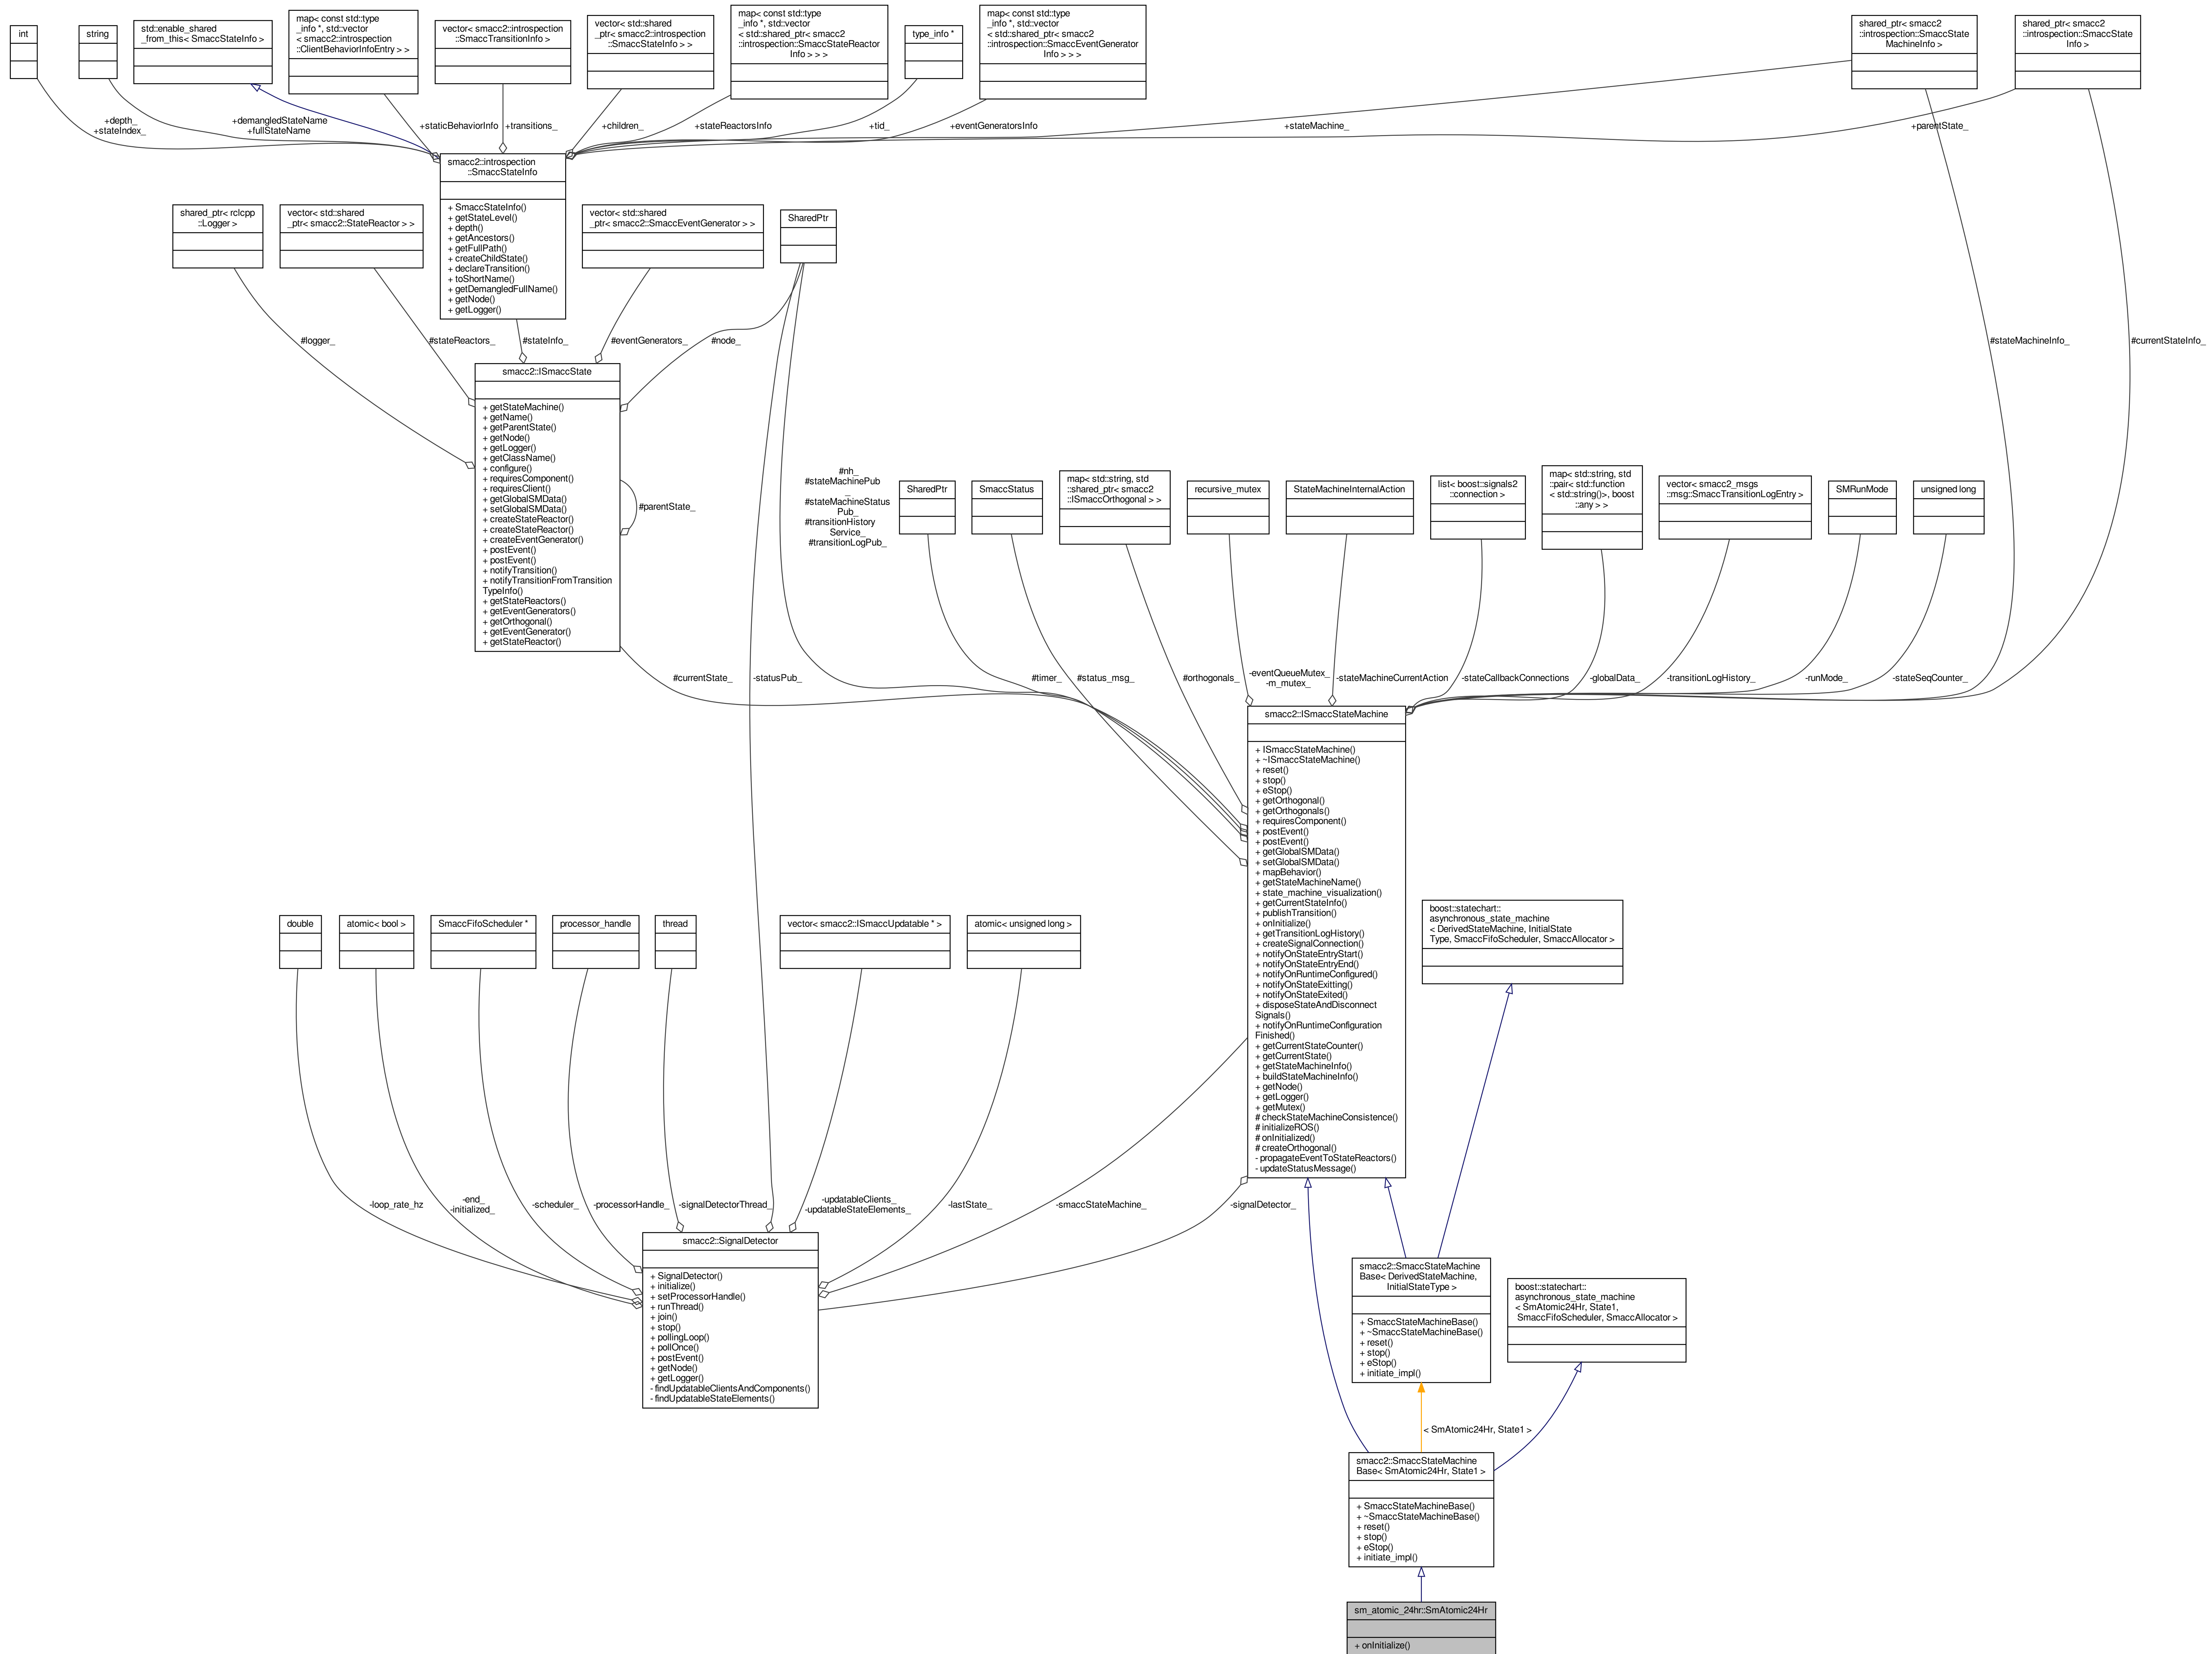 int
string
std::enable_shared
_from_this< SmaccStateInfo >
map< const std::type
_info *, std::vector
< smacc2::introspection
::ClientBehaviorInfoEntry > >
vector< smacc2::introspection
::SmaccTransitionInfo >
vector< std::shared
_ptr< smacc2::introspection
::SmaccStateInfo > >
map< const std::type
_info *, std::vector
< std::shared_ptr< smacc2
::introspection::SmaccStateReactor
Info > > >
type_info *
map< const std::type
_info *, std::vector
< std::shared_ptr< smacc2
::introspection::SmaccEventGenerator
Info > > >
shared_ptr< smacc2
::introspection::SmaccState
MachineInfo >
shared_ptr< smacc2
::introspection::SmaccState
Info >
+depth_
+stateIndex_
+demangledStateName
+fullStateName
+staticBehaviorInfo
+transitions_
+children_
+stateReactorsInfo
+tid_
+eventGeneratorsInfo
+stateMachine_
+parentState_
smacc2::introspection
::SmaccStateInfo
+ SmaccStateInfo()
+ getStateLevel()
+ depth()
+ getAncestors()
+ getFullPath()
+ createChildState()
+ declareTransition()
+ toShortName()
+ getDemangledFullName()
+ getNode()
+ getLogger()
shared_ptr< rclcpp
::Logger >
vector< std::shared
_ptr< smacc2::StateReactor > >
vector< std::shared
_ptr< smacc2::SmaccEventGenerator > >
SharedPtr
#logger_
#stateReactors_
#stateInfo_
#eventGenerators_
#node_
#stateMachineInfo_
#currentStateInfo_
smacc2::ISmaccState
+ getStateMachine()
+ getName()
+ getParentState()
+ getNode()
+ getLogger()
+ getClassName()
+ configure()
+ requiresComponent()
+ requiresClient()
+ getGlobalSMData()
+ setGlobalSMData()
+ createStateReactor()
+ createStateReactor()
+ createEventGenerator()
+ postEvent()
+ postEvent()
+ notifyTransition()
+ notifyTransitionFromTransition
TypeInfo()
+ getStateReactors()
+ getEventGenerators()
+ getOrthogonal()
+ getEventGenerator()
+ getStateReactor()
#parentState_
#nh_
#stateMachinePub
_
#stateMachineStatus
Pub_
#transitionHistory
Service_
#transitionLogPub_
SharedPtr
SmaccStatus
map< std::string, std
::shared_ptr< smacc2
::ISmaccOrthogonal > >
recursive_mutex
StateMachineInternalAction
list< boost::signals2
::connection >
map< std::string, std
::pair< std::function
< std::string()>, boost
::any > >
vector< smacc2_msgs
::msg::SmaccTransitionLogEntry >
SMRunMode
unsigned long
#currentState_
-statusPub_
#timer_
#status_msg_
#orthogonals_
-eventQueueMutex_
-m_mutex_
-stateMachineCurrentAction
-stateCallbackConnections
-globalData_
-transitionLogHistory_
-runMode_
-stateSeqCounter_
smacc2::ISmaccStateMachine
+ ISmaccStateMachine()
+ ~ISmaccStateMachine()
+ reset()
+ stop()
+ eStop()
+ getOrthogonal()
+ getOrthogonals()
+ requiresComponent()
+ postEvent()
+ postEvent()
+ getGlobalSMData()
+ setGlobalSMData()
+ mapBehavior()
+ getStateMachineName()
+ state_machine_visualization()
+ getCurrentStateInfo()
+ publishTransition()
+ onInitialize()
+ getTransitionLogHistory()
+ createSignalConnection()
+ notifyOnStateEntryStart()
+ notifyOnStateEntryEnd()
+ notifyOnRuntimeConfigured()
+ notifyOnStateExitting()
+ notifyOnStateExited()
+ disposeStateAndDisconnect
Signals()
+ notifyOnRuntimeConfiguration
Finished()
+ getCurrentStateCounter()
+ getCurrentState()
+ getStateMachineInfo()
+ buildStateMachineInfo()
+ getNode()
+ getLogger()
+ getMutex()
# checkStateMachineConsistence()
# initializeROS()
# onInitialized()
# createOrthogonal()
- propagateEventToStateReactors()
- updateStatusMessage()
double
atomic< bool >
SmaccFifoScheduler *
processor_handle
thread
vector< smacc2::ISmaccUpdatable * >
atomic< unsigned long >
boost::statechart::
asynchronous_state_machine
< DerivedStateMachine, InitialState
Type, SmaccFifoScheduler, SmaccAllocator >
-loop_rate_hz
-end_
-initialized_
-scheduler_
-processorHandle_
-signalDetectorThread_
-updatableClients_
-updatableStateElements_
-lastState_
-smaccStateMachine_
-signalDetector_
smacc2::SignalDetector
+ SignalDetector()
+ initialize()
+ setProcessorHandle()
+ runThread()
+ join()
+ stop()
+ pollingLoop()
+ pollOnce()
+ postEvent()
+ getNode()
+ getLogger()
- findUpdatableClientsAndComponents()
- findUpdatableStateElements()
smacc2::SmaccStateMachine
Base< DerivedStateMachine,
InitialStateType >
+ SmaccStateMachineBase()
+ ~SmaccStateMachineBase()
+ reset()
+ stop()
+ eStop()
+ initiate_impl()
boost::statechart::
asynchronous_state_machine
< SmAtomic24Hr, State1,
SmaccFifoScheduler, SmaccAllocator >
< SmAtomic24Hr, State1 >
smacc2::SmaccStateMachine
Base< SmAtomic24Hr, State1 >
+ SmaccStateMachineBase()
+ ~SmaccStateMachineBase()
+ reset()
+ stop()
+ eStop()
+ initiate_impl()
sm_atomic_24hr::SmAtomic24Hr
+ onInitialize()